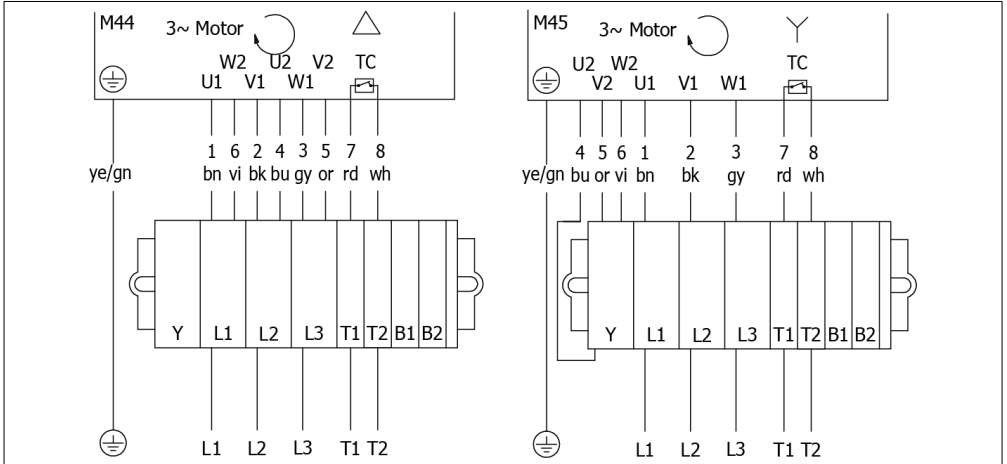 M44 3~ Motor
W2 U2 V2 TC
U1 V1 W1
1 6 2 4 3 5 7 8
ye/gn bn vi bk bu gy or rd wh
Y L1 L2 L3 T1 T2 B1 B2
L1 L2 L3 T1 T2
M45 3~ Motor
U2 W2 TC
V2 U1 V1 W1
4 5 6 1 2 3 7 8
ye/gn bu or vi bn bk gy rd wh
Y L1 L2 L3 T1 T2 B1 B2
L1 L2 L3 T1 T2